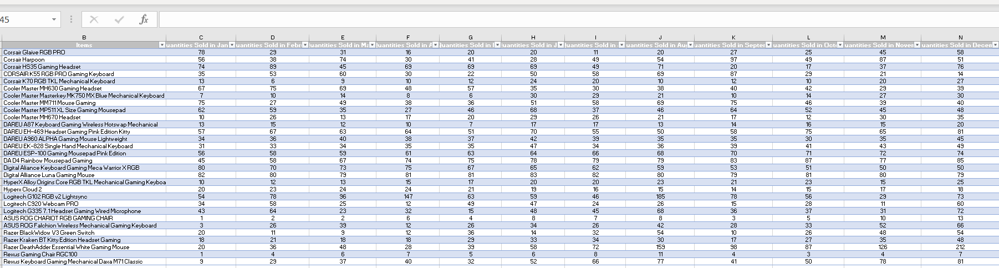 45 fx
B C D E F G H I J K L M N
Items uantities Sold in Jan uantities Sold in Febr uantities Sold in Ma uantities Sold in A uantities Sold in uantities Sold in J uantities Sold in uantities Sold in Aug uantities Sold in Septer uantities Sold in Octo uantities Sold in Noven uantities Sold in Decem
Corsair Glaive RGB PRO 78 29 31 16 20 20 11 20 27 25 45 58
Corsair Harpoon 56 38 74 30 41 28 49 54 97 49 87 51
Corsair HS35 Gaming Headset 74 89 45 69 69 69 49 71 20 17 37 76
CORSAIR K55 RGB PRO Gaming Keyboard 35 53 60 30 22 50 58 69 87 29 21 14
Corsair K70 RGB TKL Mechanical Keyboard 13 6 9 10 12 24 20 10 12 10 20 27
Cooler Master MH630 Gaming Headset 67 75 69 48 57 35 30 38 40 42 29 39
Cooler Master Masterkey MK750 MX Blue Mechanical Keyboard 7 10 14 8 6 30 29 21 10 14 27 30
Cooler Master MM711 Mouse Gaming 75 27 49 38 36 51 58 69 75 46 39 40
Cooler Master MP511 XL Size Gaming Mousepad 62 59 35 27 46 68 37 46 64 52 45 48
Cooler Master MH670 Headset 10 26 13 17 20 29 26 21 17 12 30 35
DAREU A87 Keyboard Gaming Wireless Hotswap Mechanical 13 15 12 10 7 17 17 13 14 16 15 20
DAREU EH-469 Headset Gaming Pink Edition Kitty 57 67 63 64 51 70 55 50 58 75 65 81
DAREU A960 ALPHA Gaming Mouse Lightweight 34 36 40 38 37 42 39 35 35 30 35 45
DAREU EK-828 Single Hand Mechanical Keyboard 31 33 34 35 35 47 34 36 39 41 43 49
DAREU ESP-100 Gaming Mousepad Pink Edition 56 58 59 61 63 64 66 68 70 71 72 74
DA D4 Rainbow Mousepad Gaming 45 58 67 74 75 78 79 79 83 87 77 85
Digital Aliance Keyboard Gaming Meca Warrior X RGB 80 70 73 75 67 65 62 59 53 51 50 50
Digital Alliance Luna Gaming Mouse 82 80 79 81 81 83 82 80 79 81 80 79
HyperX Alloy Origins Core RGB TKL Mechanical Gaming Keyboa 10 12 13 15 17 20 20 23 21 23 15 25
Hyperx Cloud 2 20 23 24 24 21 19 16 15 14 15 17 18
Logitech G102 RGB v2 Lightsync 54 78 96 147 63 59 46 185 78 56 29 73
Logitech C920 Webcam PRO 34 58 25 12 49 47 24 26 15 28 11 60
Logitech G335 7.1 Headset Gaming Wired Microphone 43 64 23 32 15 48 45 68 36 37 31 72
ASUS ROG CHARIOT RGB GAMING CHAIR 1 2 2 6 4 8 7 8 3 5 10 13
ASUS ROG Falchion Wireless Mechanical Gaming Keyboard 3 26 39 12 26 34 26 42 28 33 52 66
Razer BlackWidow V3 Green Switch 20 11 9 12 36 14 32 54 10 26 48 54
Razer Kraken BT Kitty Edition Headset Gaming 18 21 18 18 29 33 34 30 17 27 35 48
Razer DeathAdder Essential White Gaming Mouse 20 36 48 28 39 58 72 159 98 87 126 212
Rexus Gaming Chair RGC100 1 4 6 7 5 6 8 11 4 3 4 7
Rexus Keyboard Gaming Mechanical Daxa M71 Classic 9 29 37 40 32 52 66 77 41 50 78 81